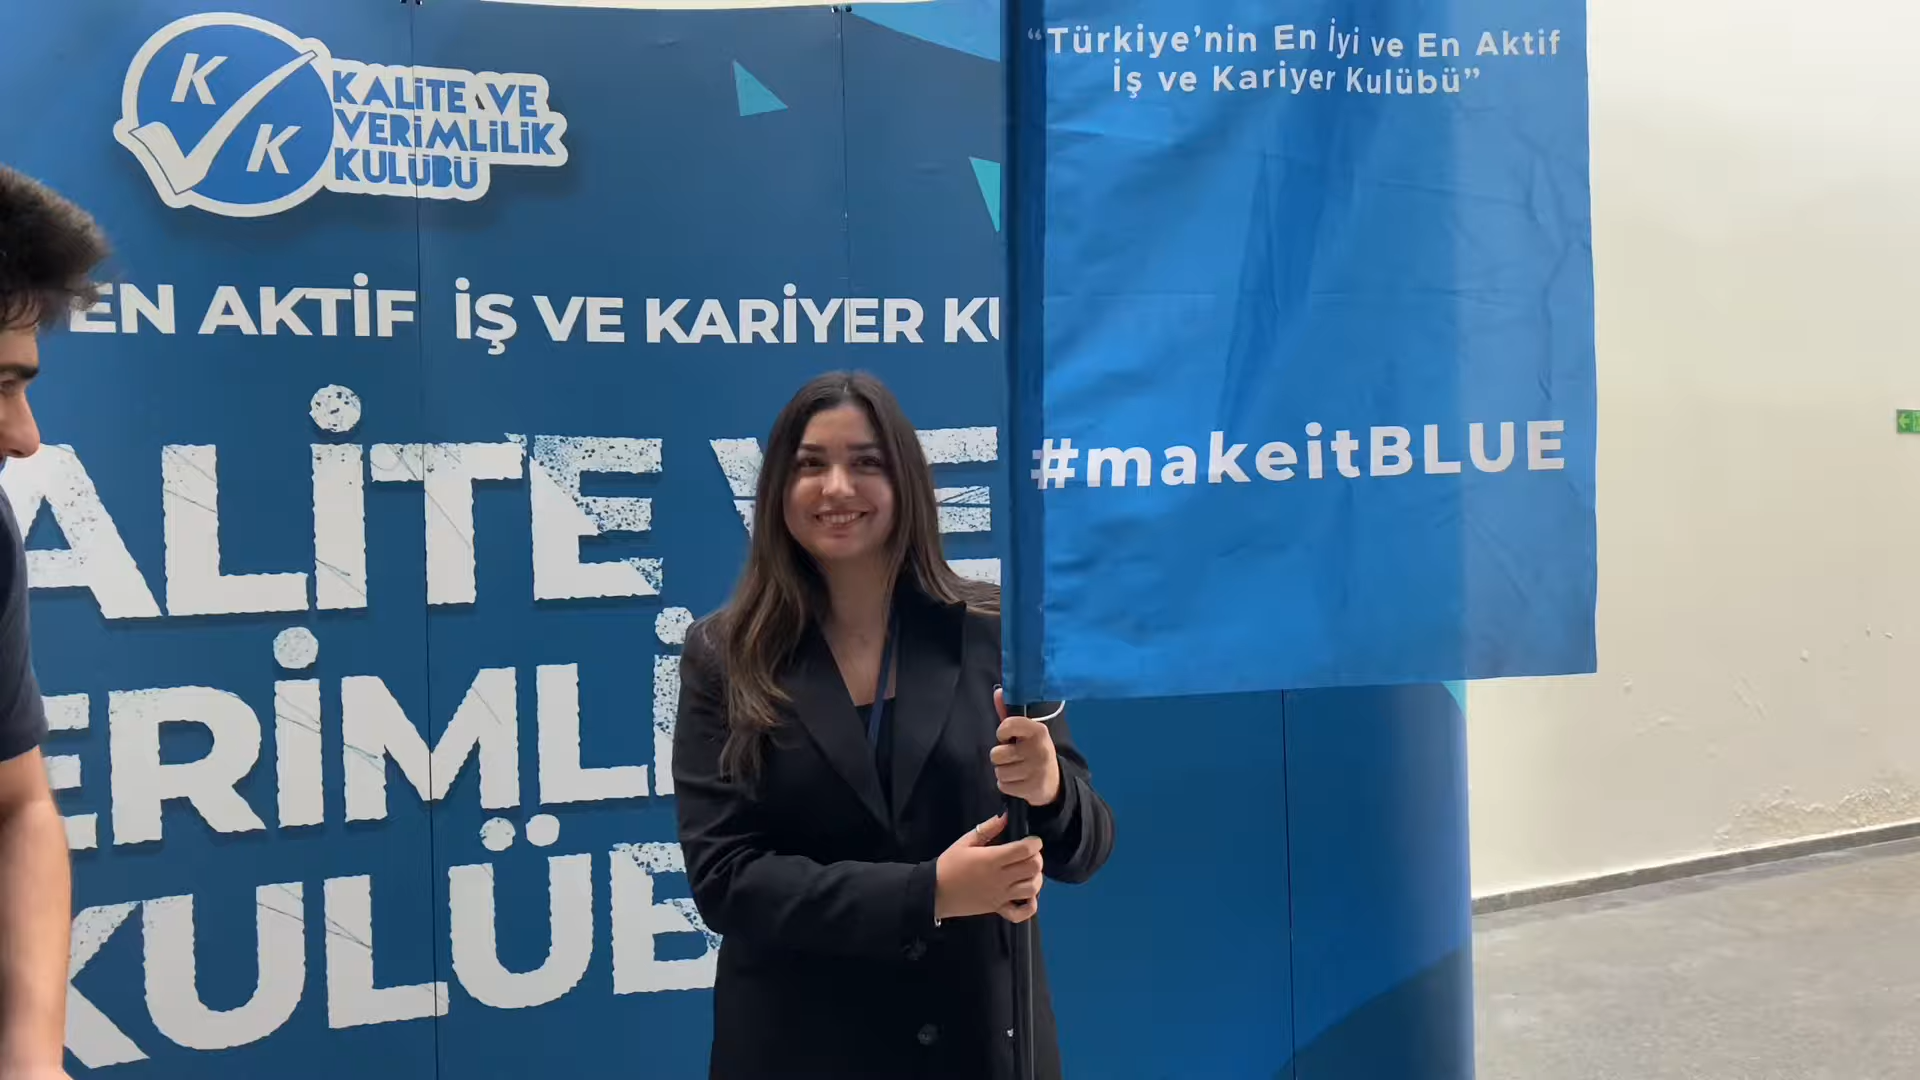 KK
KALİTE VE
VERİMLİLİK
KULÜBÜ
EN AKTİF İŞ VE KARİYER KU
ALİTE VE
ERİMLİ
KULÜB
“Türkiye’nin En İyi ve En Aktif
İş ve Kariyer Kulübü”
#makeitBLUE